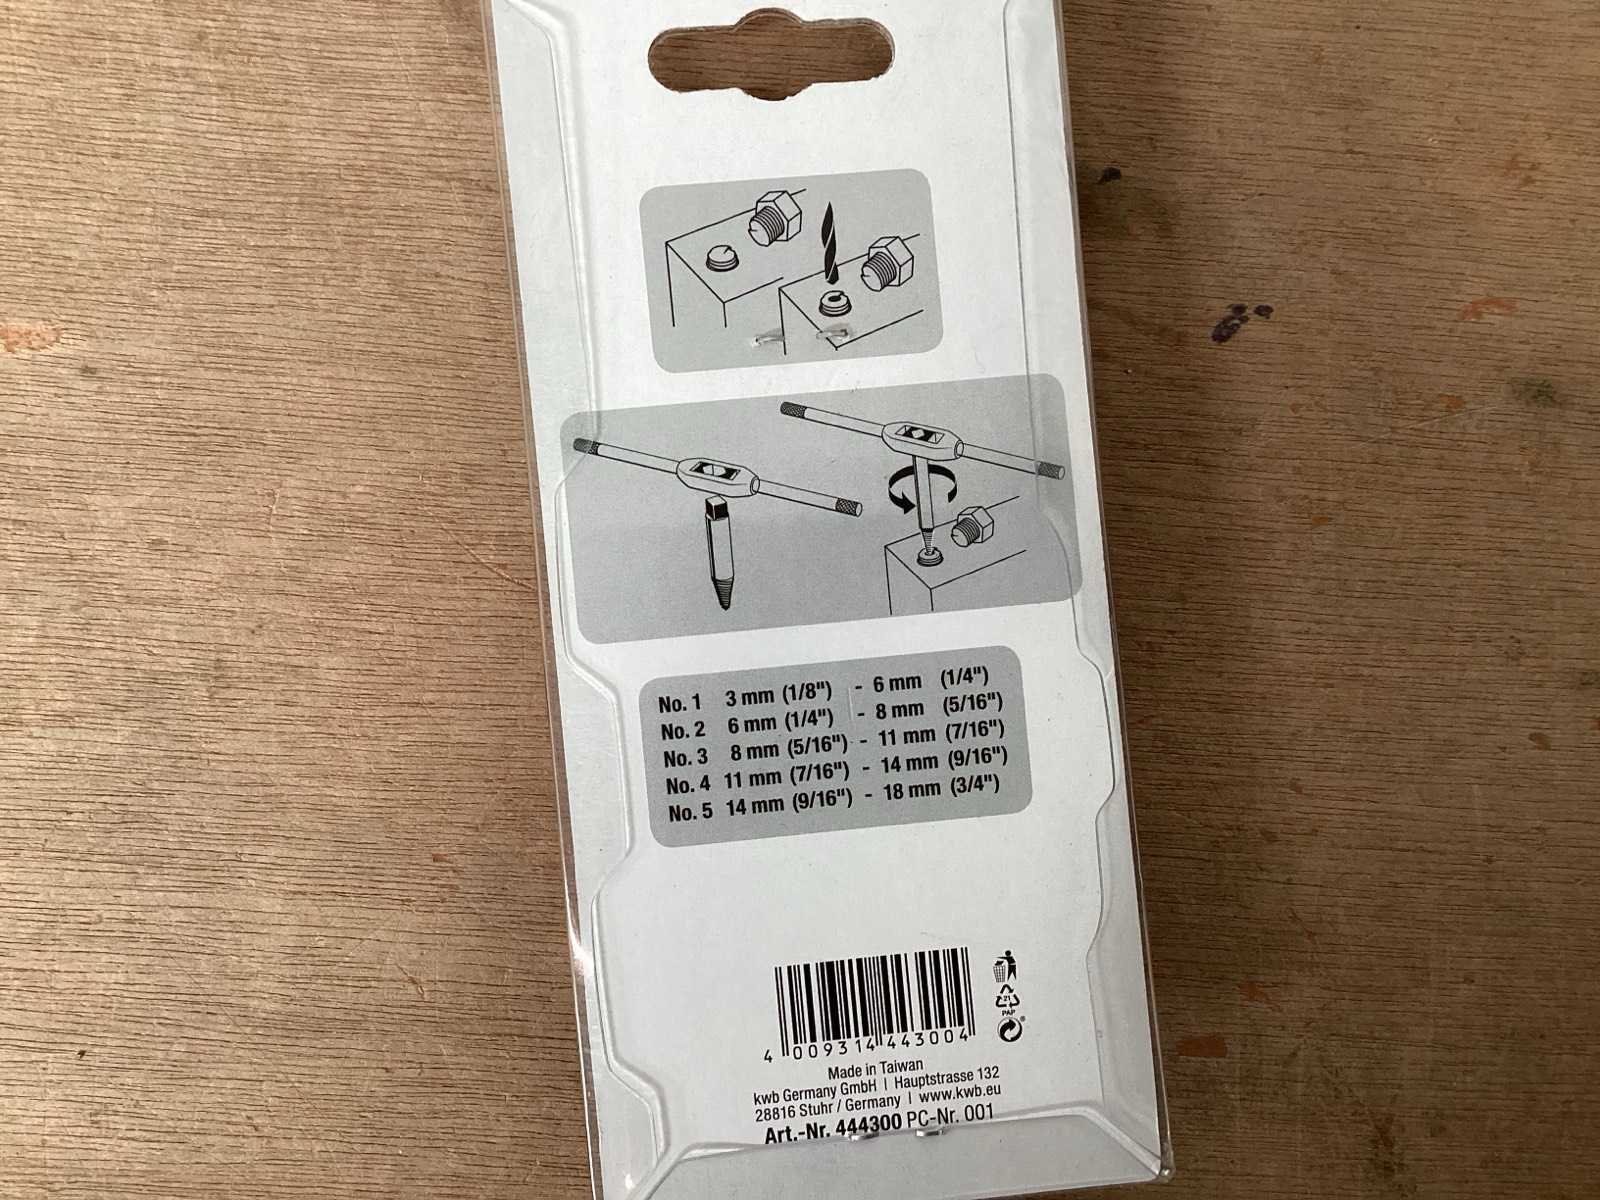 No. 1 3 mm (1/8") - 6 mm (1/4")
No. 2 6 mm (1/4") - 8 mm (5/16")
No. 3 8 mm (5/16") - 11 mm (7/16")
No. 4 11 mm (7/16") - 14 mm (9/16")
No. 5 14 mm (9/16") - 18 mm (3/4")
21
PAP
4 009314 443004
Made in Taiwan
kwb Germany GmbH | Hauptstrasse 132
28816 Stuhr / Germany | www.kwb.eu
Art.-Nr. 444300 PC-Nr. 001